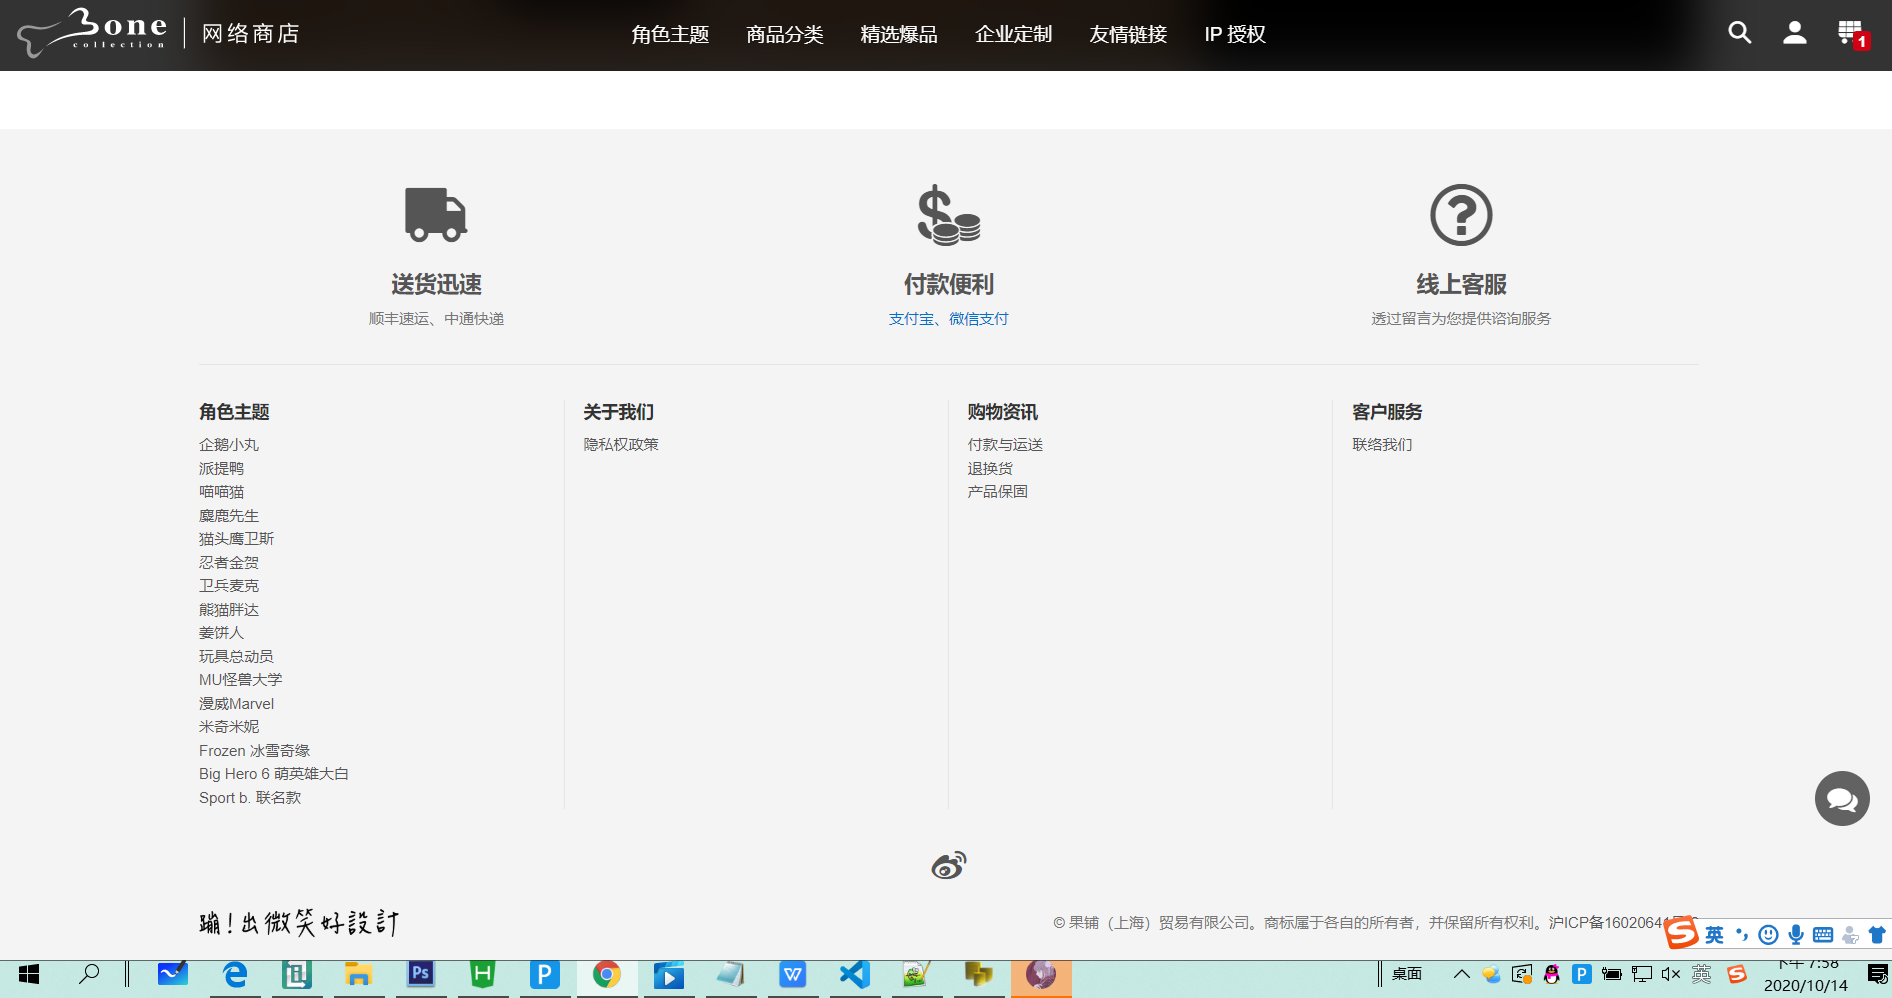 Bone collection 网络商店 角色主题 商品分类 精选爆品 企业定制 友情链接 IP 授权 1
送货迅速 付款便利 线上客服
顺丰速运、中通快递 支付宝、微信支付 透过留言为您提供谘询服务
角色主题 关于我们 购物资讯 客户服务
企鹅小丸 隐私权政策 付款与运送 联络我们
派提鸭 退换货
喵喵猫 产品保固
麋鹿先生
猫头鹰卫斯
忍者金贺
卫兵麦克
熊猫胖达
姜饼人
玩具总动员
MU怪兽大学
漫威Marvel
米奇米妮
Frozen 冰雪奇缘
Big Hero 6 萌英雄大白
Sport b. 联名款
蹦!出微笑好設計 © 果铺（上海）贸易有限公司。商标属于各自的所有者，并保留所有权利。沪ICP备1602064
英
桌面 英 下午 7:58
2020/10/14